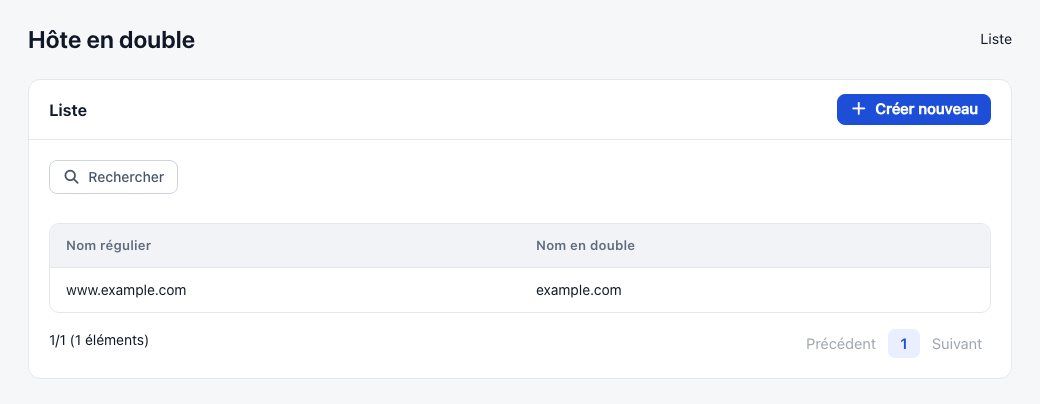 Hôte en double
Liste
Liste
Créer nouveau
Rechercher
Nom régulier Nom en double
www.example.com example.com
1/1 (1 éléments)
Précédent 1 Suivant